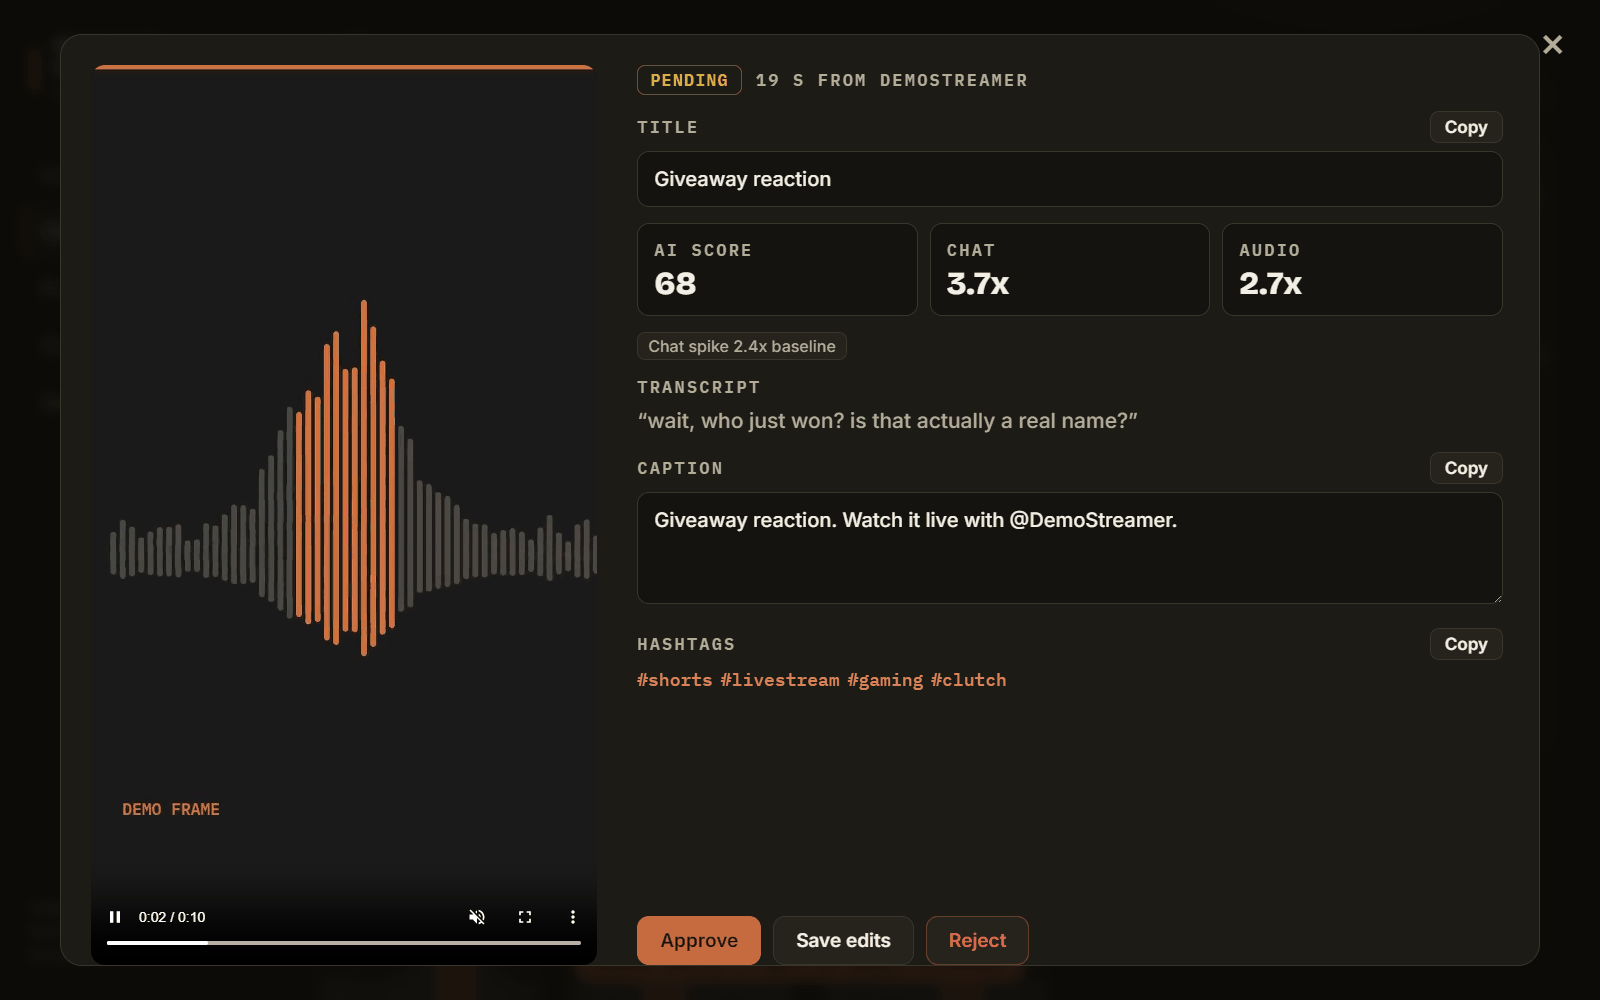 PENDING 19 S FROM DEMOSTREAMER
TITLE
Copy
Giveaway reaction
AI SCORE
68
CHAT
3.7x
AUDIO
2.7x
Chat spike 2.4x baseline
TRANSCRIPT
“wait, who just won? is that actually a real name?”
CAPTION
Copy
Giveaway reaction. Watch it live with @DemoStreamer.
HASHTAGS
Copy
#shorts #livestream #gaming #clutch
DEMO FRAME
0:02 / 0:10
Approve
Save edits
Reject